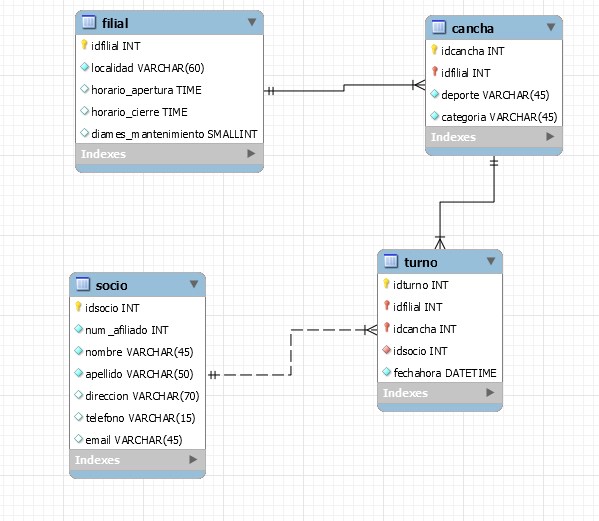 filial
idfilial INT
localidad VARCHAR(60)
horario_apertura TIME
horario_cierre TIME
diames_mantenimiento SMALLINT
Indexes
cancha
idcancha INT
idfilial INT
deporte VARCHAR(45)
categoria VARCHAR(45)
Indexes
socio
idsocio INT
num_afiliado INT
nombre VARCHAR(45)
apellido VARCHAR(50)
direccion VARCHAR(70)
telefono VARCHAR(15)
email VARCHAR(45)
Indexes
turno
idturno INT
idfilial INT
idcancha INT
idsocio INT
fechahora DATETIME
Indexes